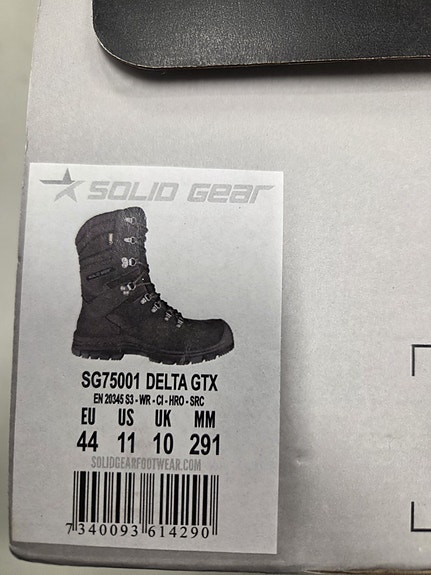 SOLID GEAR
SG75001 DELTA GTX
EN 20345 S3 - WR - CI - HRO - SRC
EU US UK MM
44 11 10 291
SOLIDGEARFOOTWEAR.COM
7 340093 614290